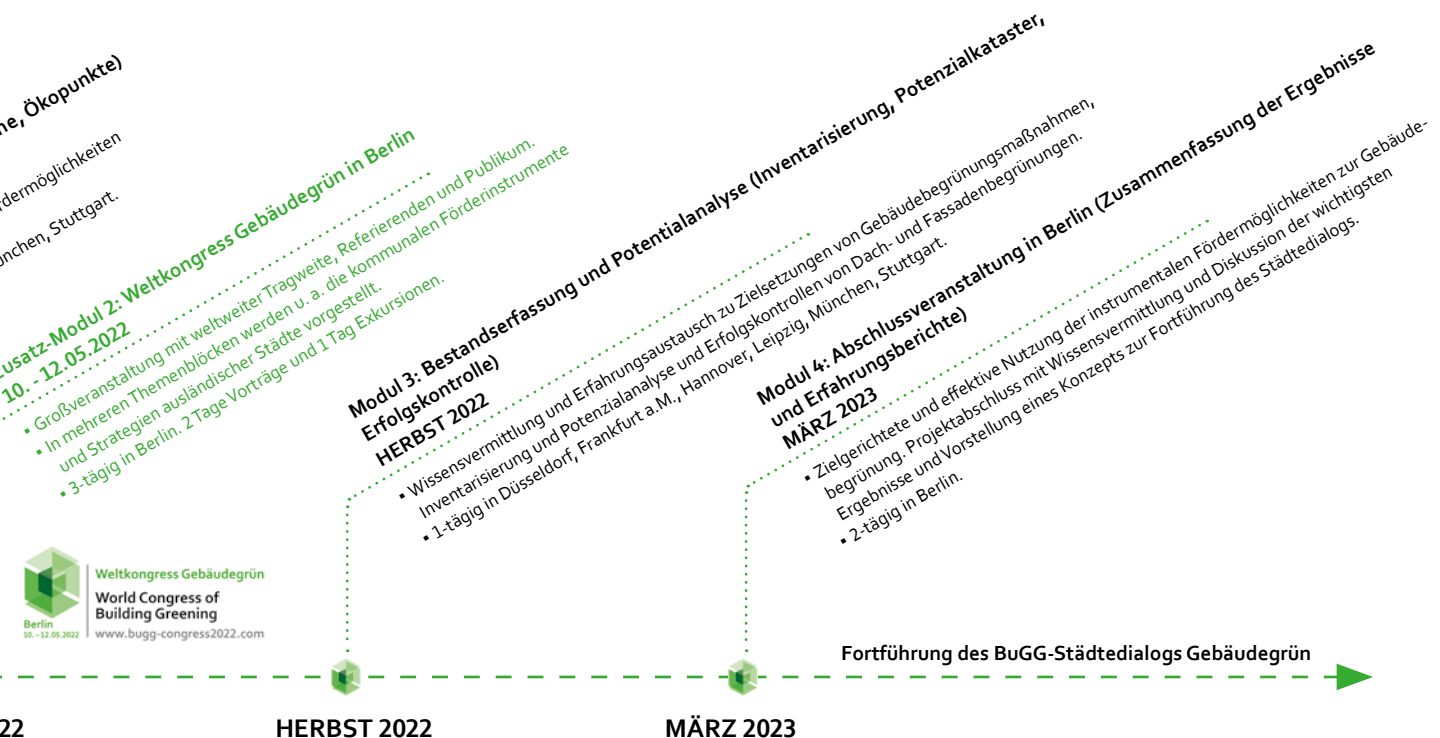 he, Ökopunkte)
rdermöglichkeiten
ünchen, Stuttgart.
Zusatz-Modul 2: Weltkongress Gebäudegrün in Berlin
10. - 12.05.2022
▪ Großveranstaltung mit weltweiter Tragweite, Referierenden und Publikum.
▪ In mehreren Themenblöcken werden u. a. die kommunalen Förderinstrumente
und Strategien ausländischer Städte vorgestellt.
▪ 3-tägig in Berlin. 2 Tage Vorträge und 1 Tag Exkursionen.
Modul 3: Bestandserfassung und Potentialanalyse (Inventarisierung, Potenzialkataster,
Erfolgskontrolle)
HERBST 2022
▪ Wissensvermittlung und Erfahrungsaustausch zu Zielsetzungen von Gebäudebegrünungsmaßnahmen,
Inventarisierung und Potenzialanalyse und Erfolgskontrollen von Dach- und Fassadenbegrünungen.
▪ 1-tägig in Düsseldorf, Frankfurt a.M., Hannover, Leipzig, München, Stuttgart.
Modul 4: Abschlussveranstaltung in Berlin (Zusammenfassung der Ergebnisse
und Erfahrungsberichte)
MÄRZ 2023
▪ Zielgerichtete und effektive Nutzung der instrumentalen Fördermöglichkeiten zur Gebäude-
begrünung. Projektabschluss mit Wissensvermittlung und Diskussion der wichtigsten
Ergebnisse und Vorstellung eines Konzepts zur Fortführung des Städtedialogs.
▪ 2-tägig in Berlin.
Berlin
10. – 12.05.2022
Weltkongress Gebäudegrün
World Congress of
Building Greening
www.bugg-congress2022.com
Fortführung des BuGG-Städtedialogs Gebäudegrün
22
HERBST 2022
MÄRZ 2023